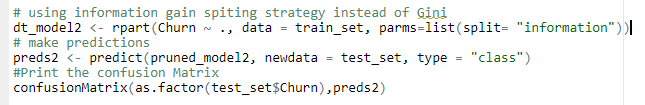 # using information gain spiting strategy instead of Gini
dt_model2 <- rpart(Churn ~ ., data = train_set, parms=list(split= "information"))
# make predictions
preds2 <- predict(pruned_model2, newdata = test_set, type = "class")
#Print the confusion Matrix
confusionMatrix(as.factor(test_set$Churn),preds2)